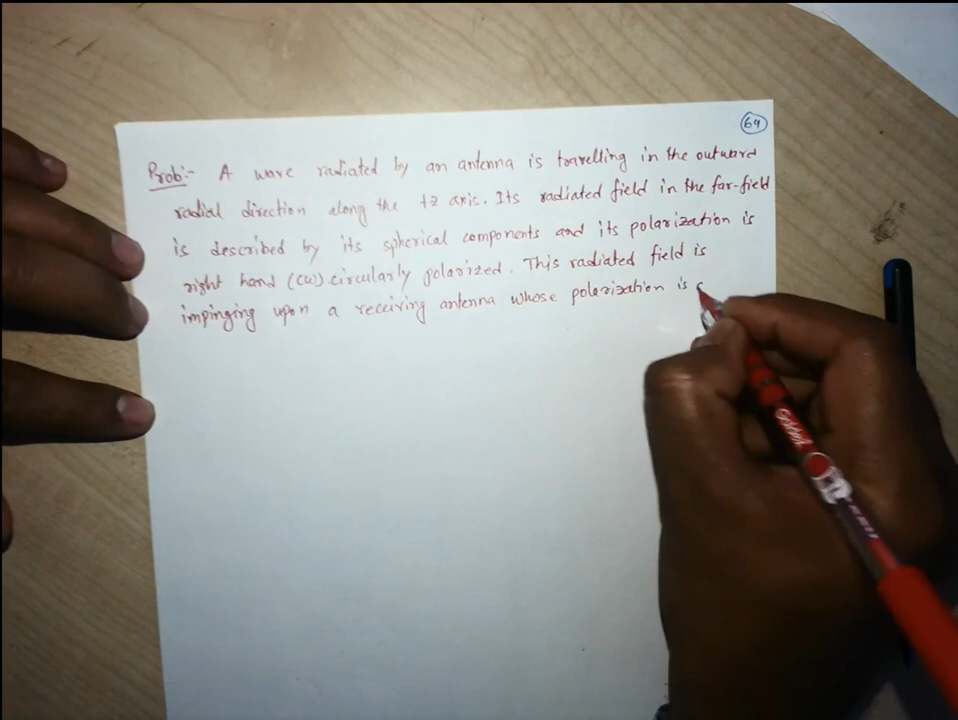 69
Prob:- A wave radiated by an antenna is travelling in the outward
radial direction along the +z axis. Its radiated field in the far-field
is described by its spherical components and its polarization is
right hand (CW) circularly polarized. This radiated field is
impinging upon a receiving antenna whose polarization is